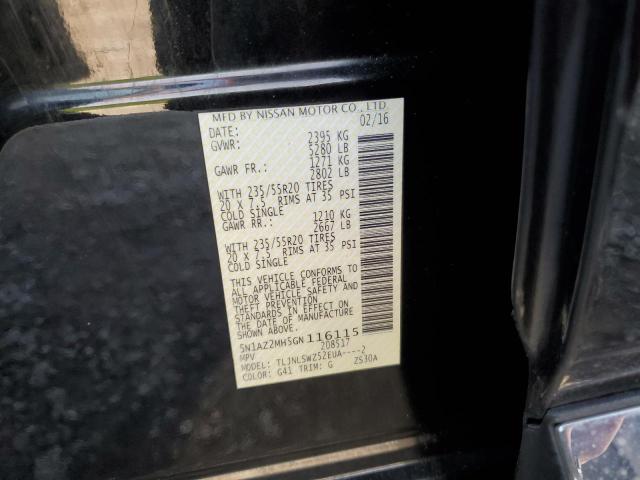 MFD BY NISSAN MOTOR CO., LTD.
DATE: 02/16
GVWR: 2395 KG
5280 LB
GAWR FR.: 1271 KG
2802 LB
WITH 235/55R20 TIRES
20 X 7.5 RIMS AT 35 PSI
COLD SINGLE
GAWR RR.: 1210 KG
2667 LB
WITH 235/55R20 TIRES
20 X 7.5 RIMS AT 35 PSI
COLD SINGLE
THIS VEHICLE CONFORMS TO
ALL APPLICABLE FEDERAL
MOTOR VEHICLE SAFETY AND
THEFT PREVENTION
STANDARDS IN EFFECT ON
THE DATE OF MANUFACTURE
SHOWN ABOVE.
5N1AZ2MH5GN 116115
MPV 208517
MODEL: TLJNLSWZ52EUA----2
COLOR: G41 TRIM: G Z530A